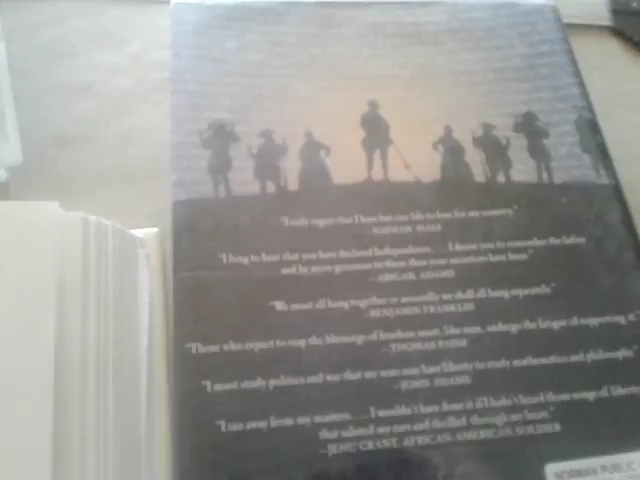 "I only regret that I have but one life to lose for my country."
—NATHAN HALE
"I long to hear that you have declared Independence. . . . I desire you to remember the ladies
and be more generous to them than your ancestors have been."
—ABIGAIL ADAMS
"We must all hang together or assuredly we shall all hang separately."
—BENJAMIN FRANKLIN
"Those who expect to reap the blessings of freedom must, like men, undergo the fatigue of supporting it."
—THOMAS PAINE
"I must study politics and war that my sons may have liberty to study mathematics and philosophy."
—JOHN ADAMS
"I ran away from my master. . . . I wouldn't have done it if I hadn't heard those songs of liberty
that saluted my ears and thrilled through my heart."
—JEHU GRANT, AFRICAN-AMERICAN SOLDIER
NORMAN PUBLIC